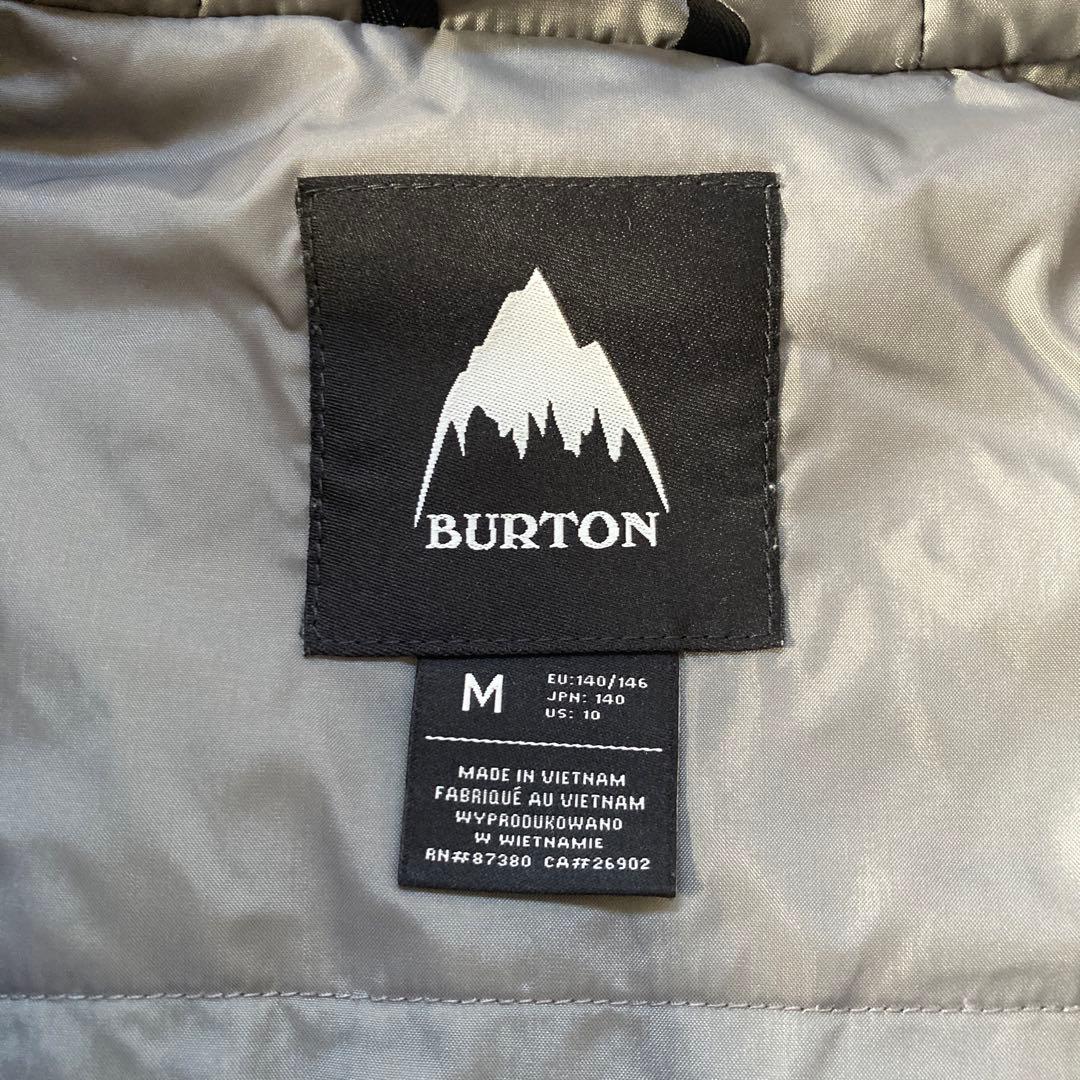 BURTON
M
EU:140/146
JPN: 140
US: 10
MADE IN VIETNAM
FABRIQUÉ AU VIETNAM
WYPRODUKOWANO
W WIETNAMIE
RN#87380 CA#26902